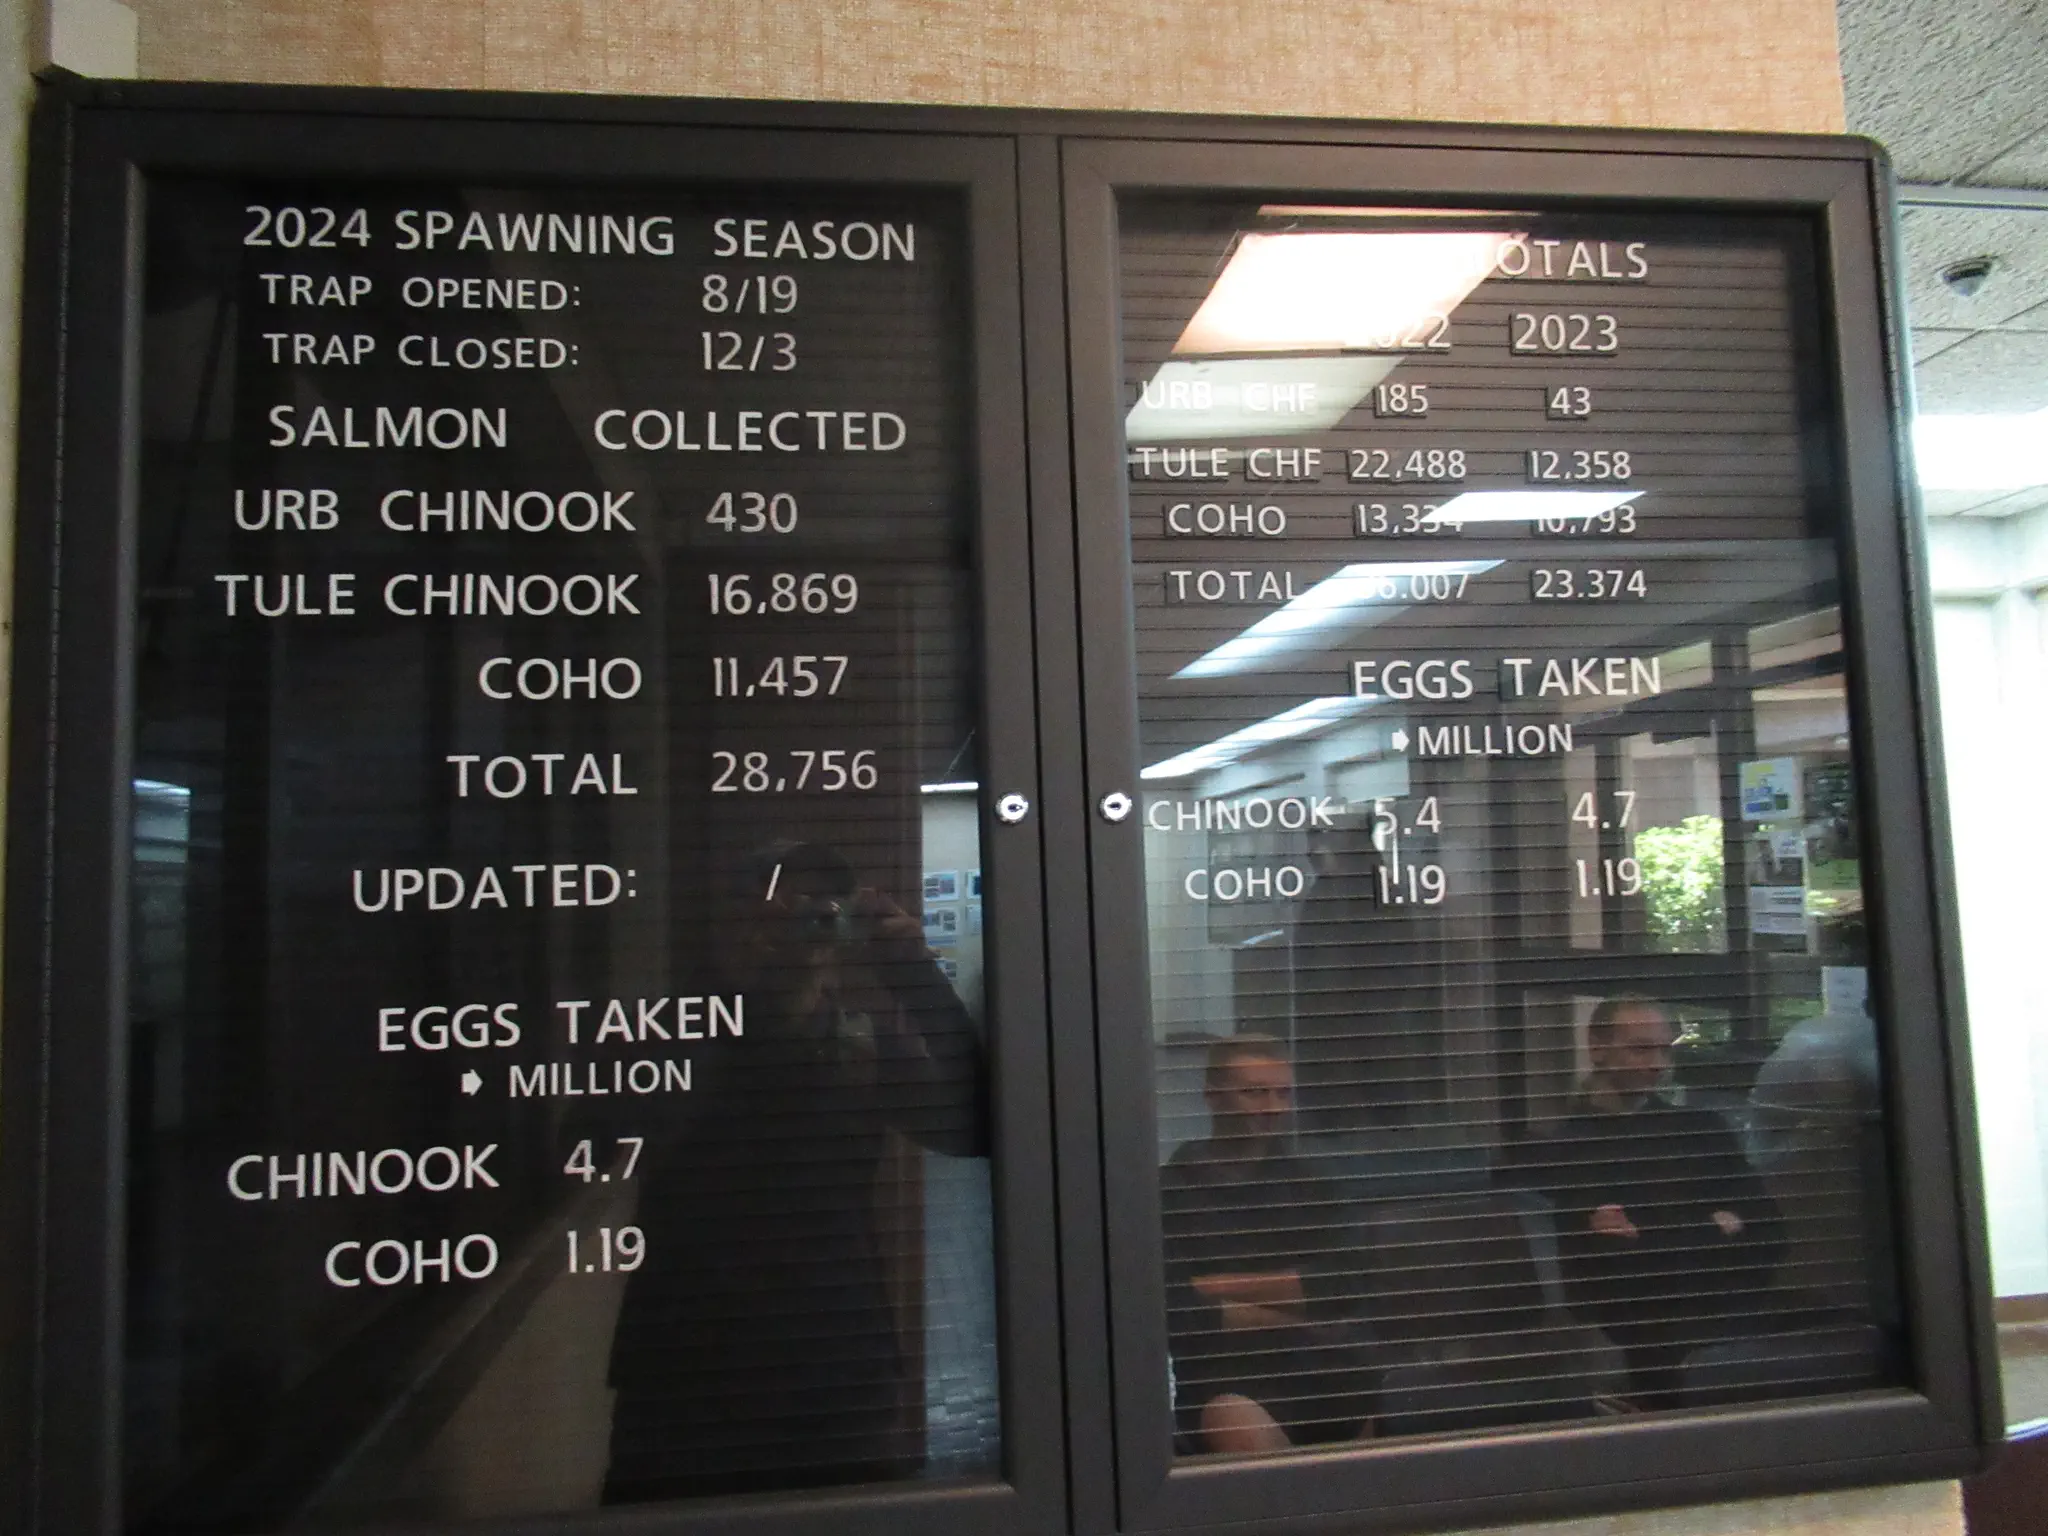 2024 SPAWNING SEASON
TRAP OPENED: 8/19
TRAP CLOSED: 12/3
SALMON COLLECTED
URB CHINOOK 430
TULE CHINOOK 16,869
COHO 11,457
TOTAL 28,756
UPDATED: /
EGGS TAKEN
MILLION
CHINOOK 4.7
COHO 1.19
2022 2023
URB CHF 185 43
TULE CHF 22,488 12,358
COHO 13,334
TOTAL 23.374
EGGS TAKEN
MILLION
CHINOOK 5.4 4.7
COHO 1.19 1.19